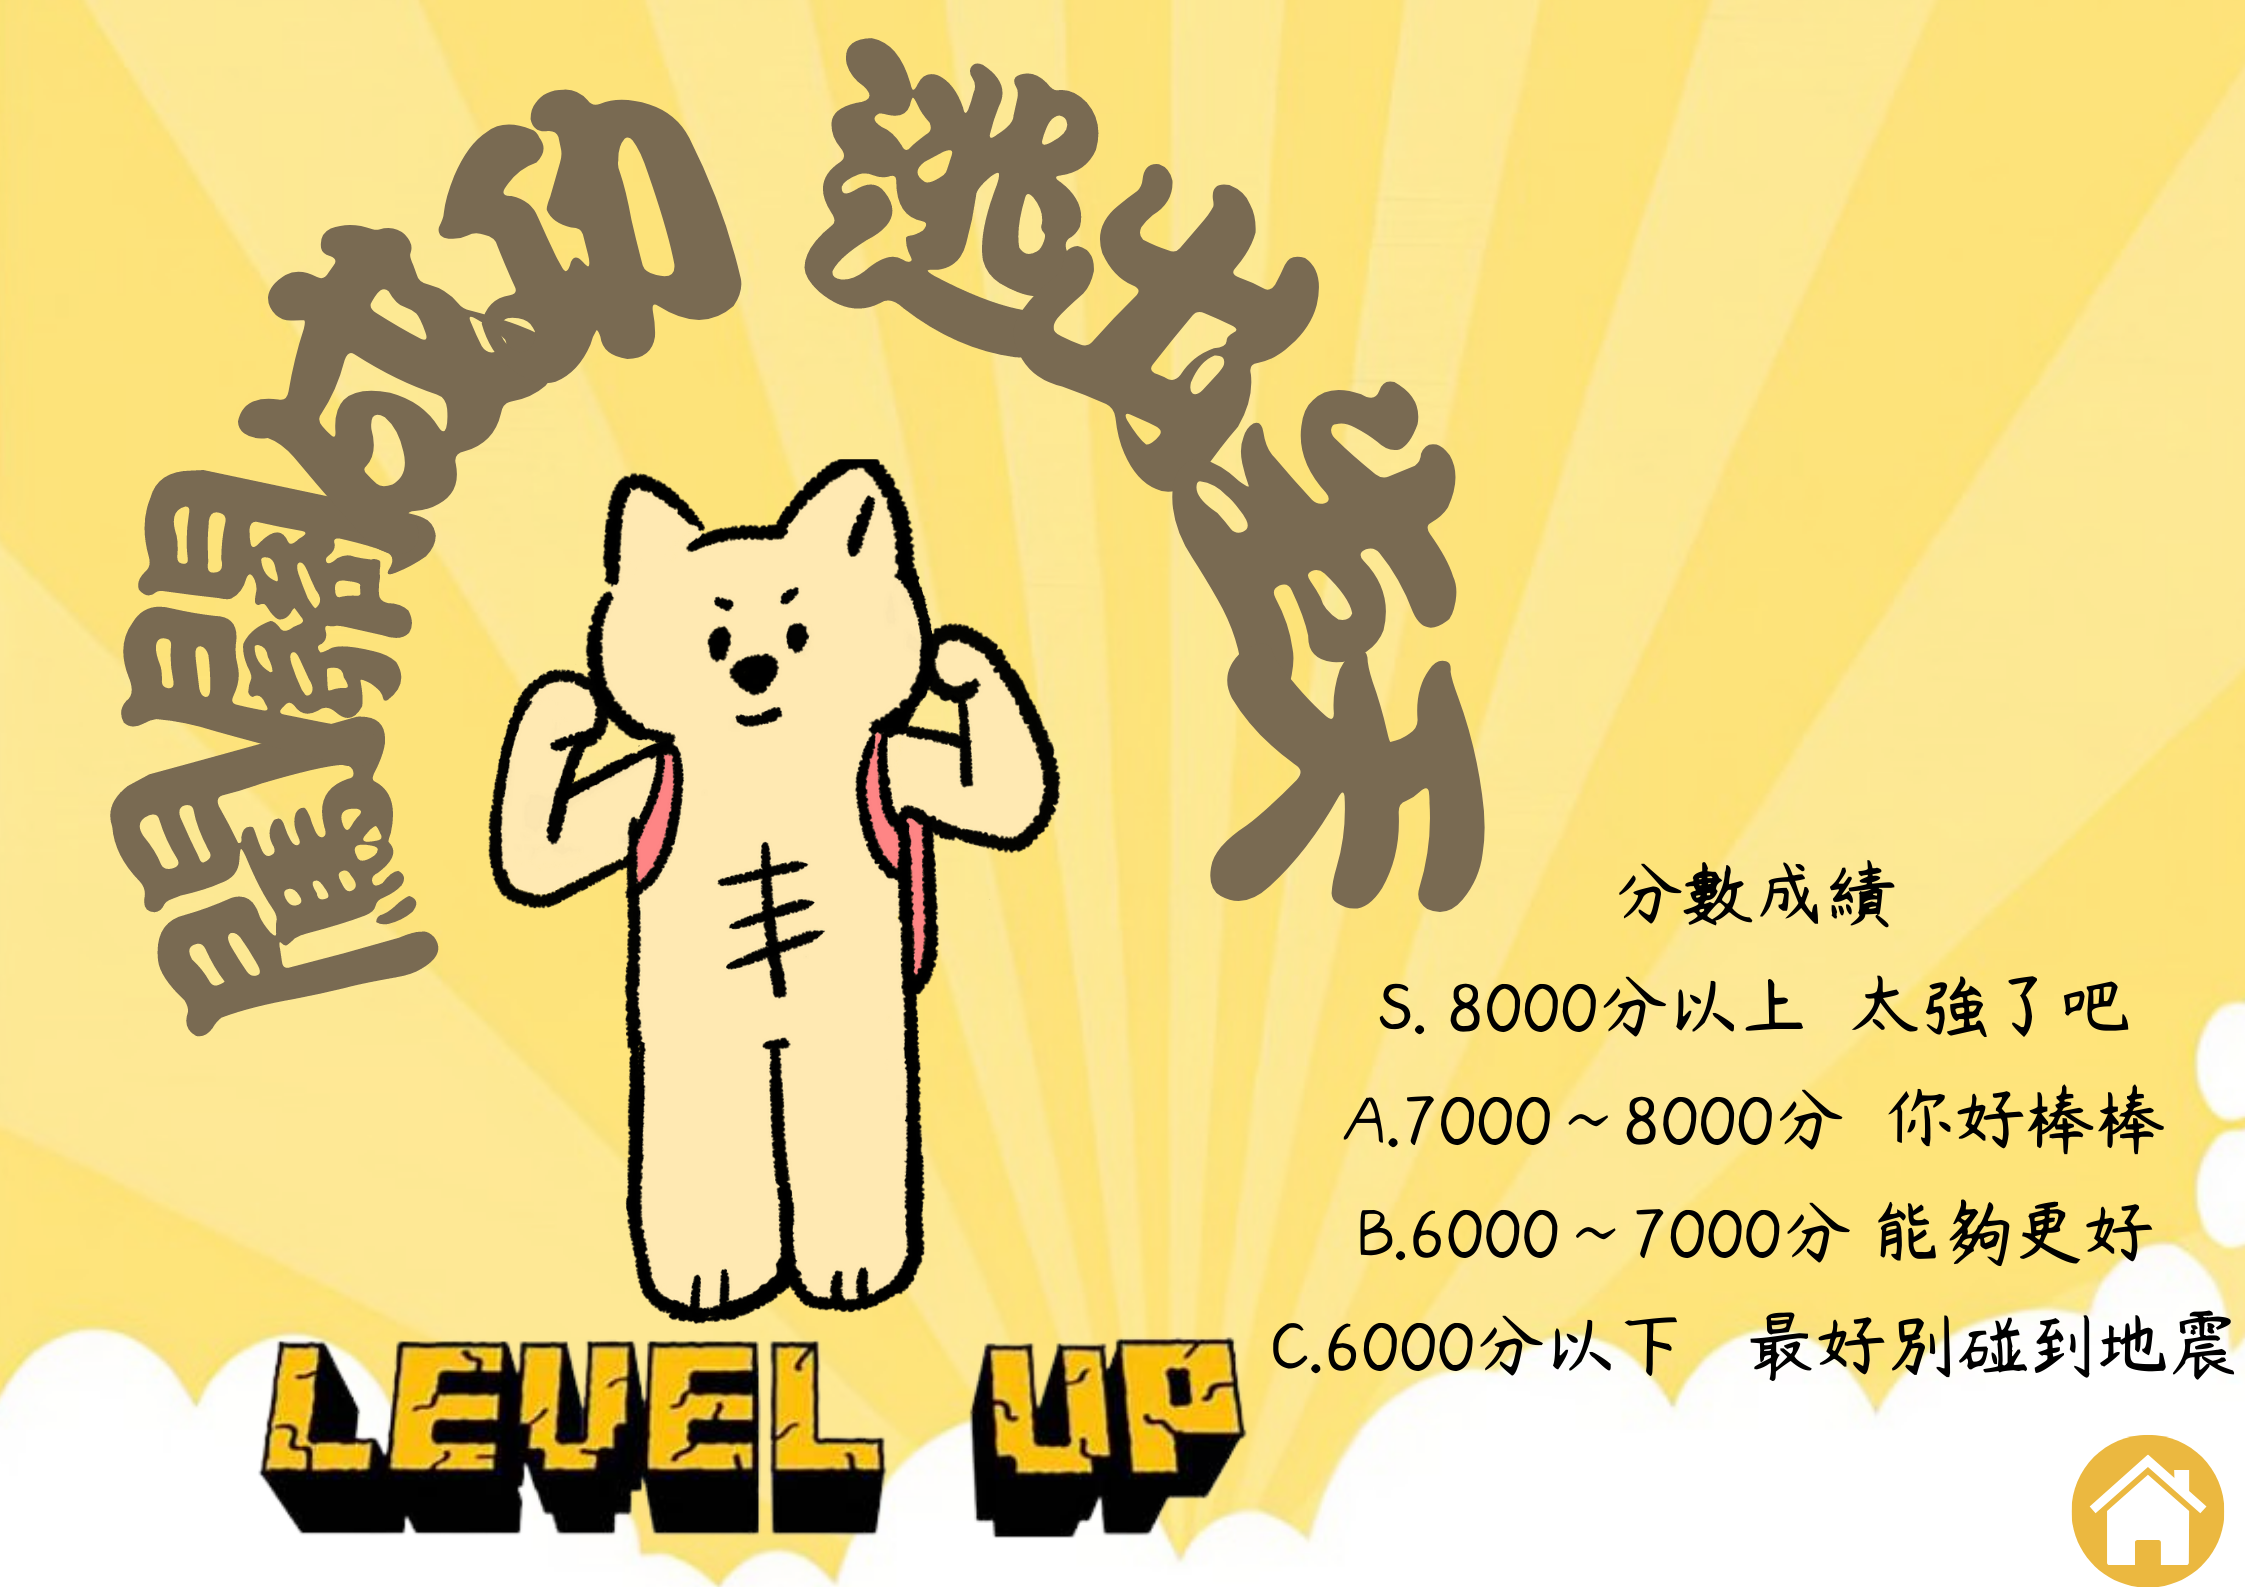 闖關成功 逃出
分數成績
S. 8000分以上 太強了吧
A.7000～8000分 你好棒棒
B.6000～7000分 能夠更好
C.6000分以下 最好別碰到地震
LEVEL UP